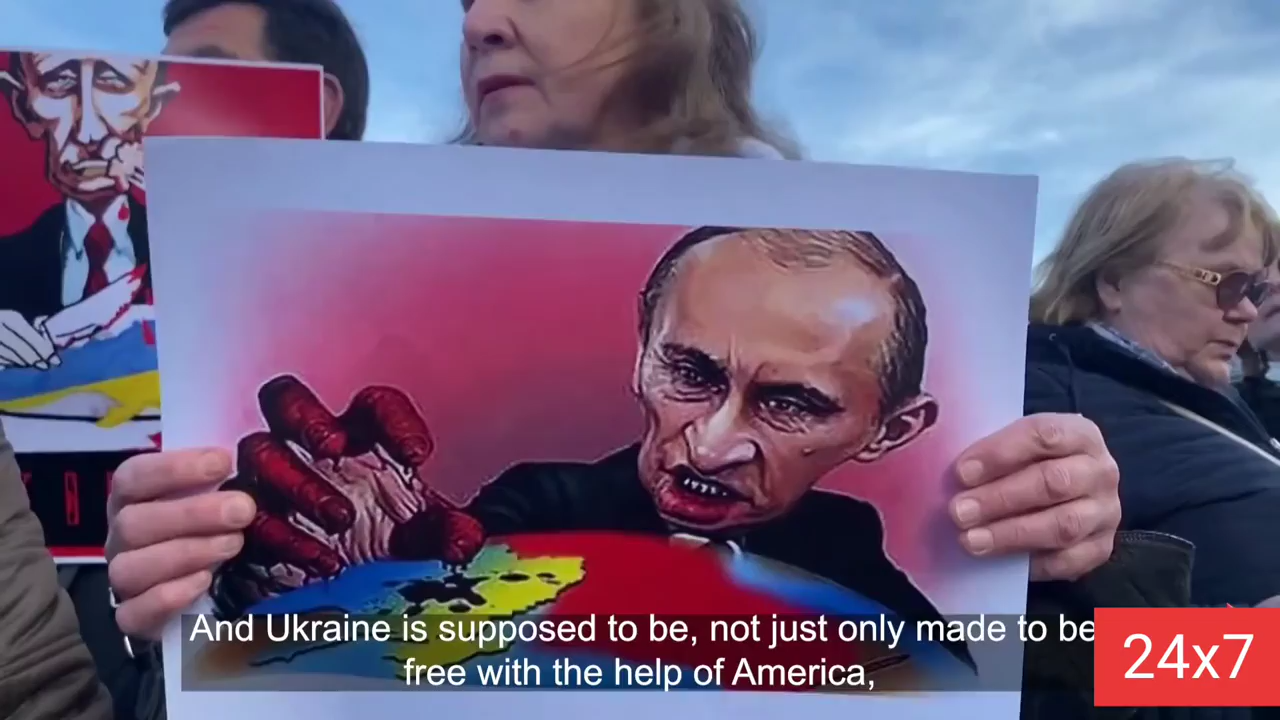 And Ukraine is supposed to be, not just only made to be
free with the help of America,
24x7